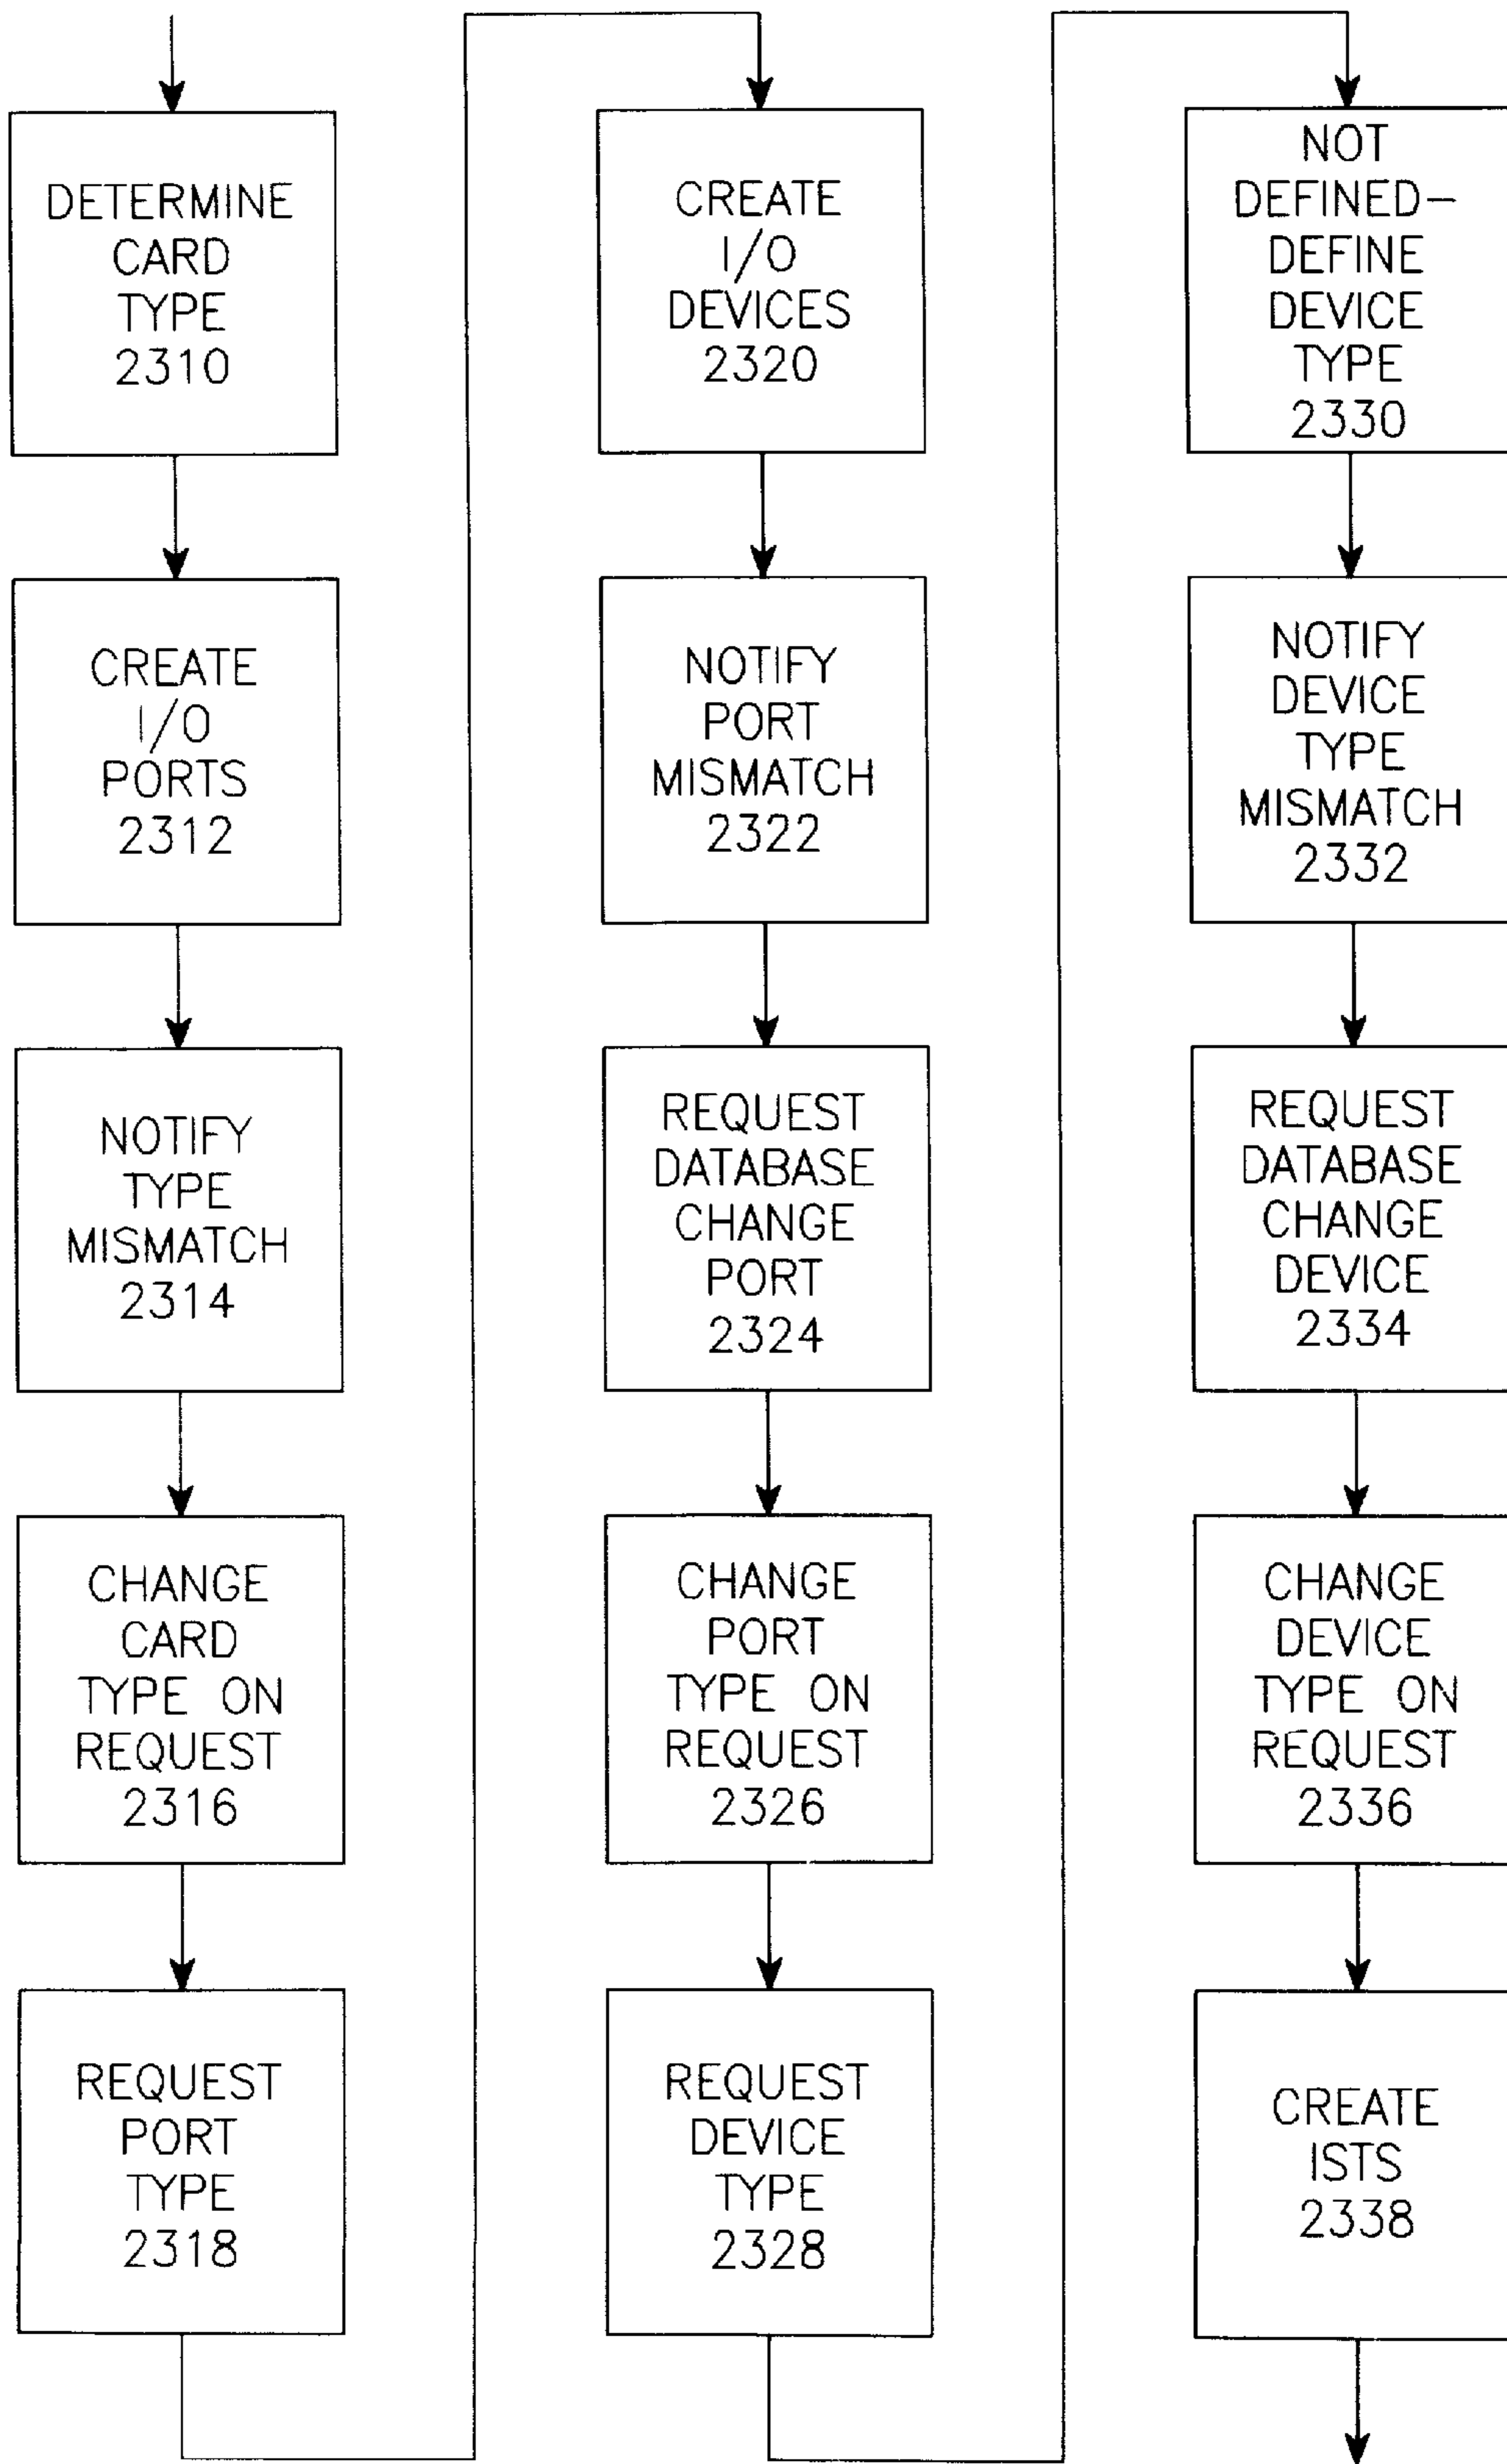 DETERMINE
CARD
TYPE
2310
CREATE
I/O
PORTS
2312
NOTIFY
TYPE
MISMATCH
2314
CHANGE
CARD
TYPE ON
REQUEST
2316
REQUEST
PORT
TYPE
2318
CREATE
I/O
DEVICES
2320
NOTIFY
PORT
MISMATCH
2322
REQUEST
DATABASE
CHANGE
PORT
2324
CHANGE
PORT
TYPE ON
REQUEST
2326
REQUEST
DEVICE
TYPE
2328
NOT
DEFINED-
DEFINE
DEVICE
TYPE
2330
NOTIFY
DEVICE
TYPE
MISMATCH
2332
REQUEST
DATABASE
CHANGE
DEVICE
2334
CHANGE
DEVICE
TYPE ON
REQUEST
2336
CREATE
ISTS
2338